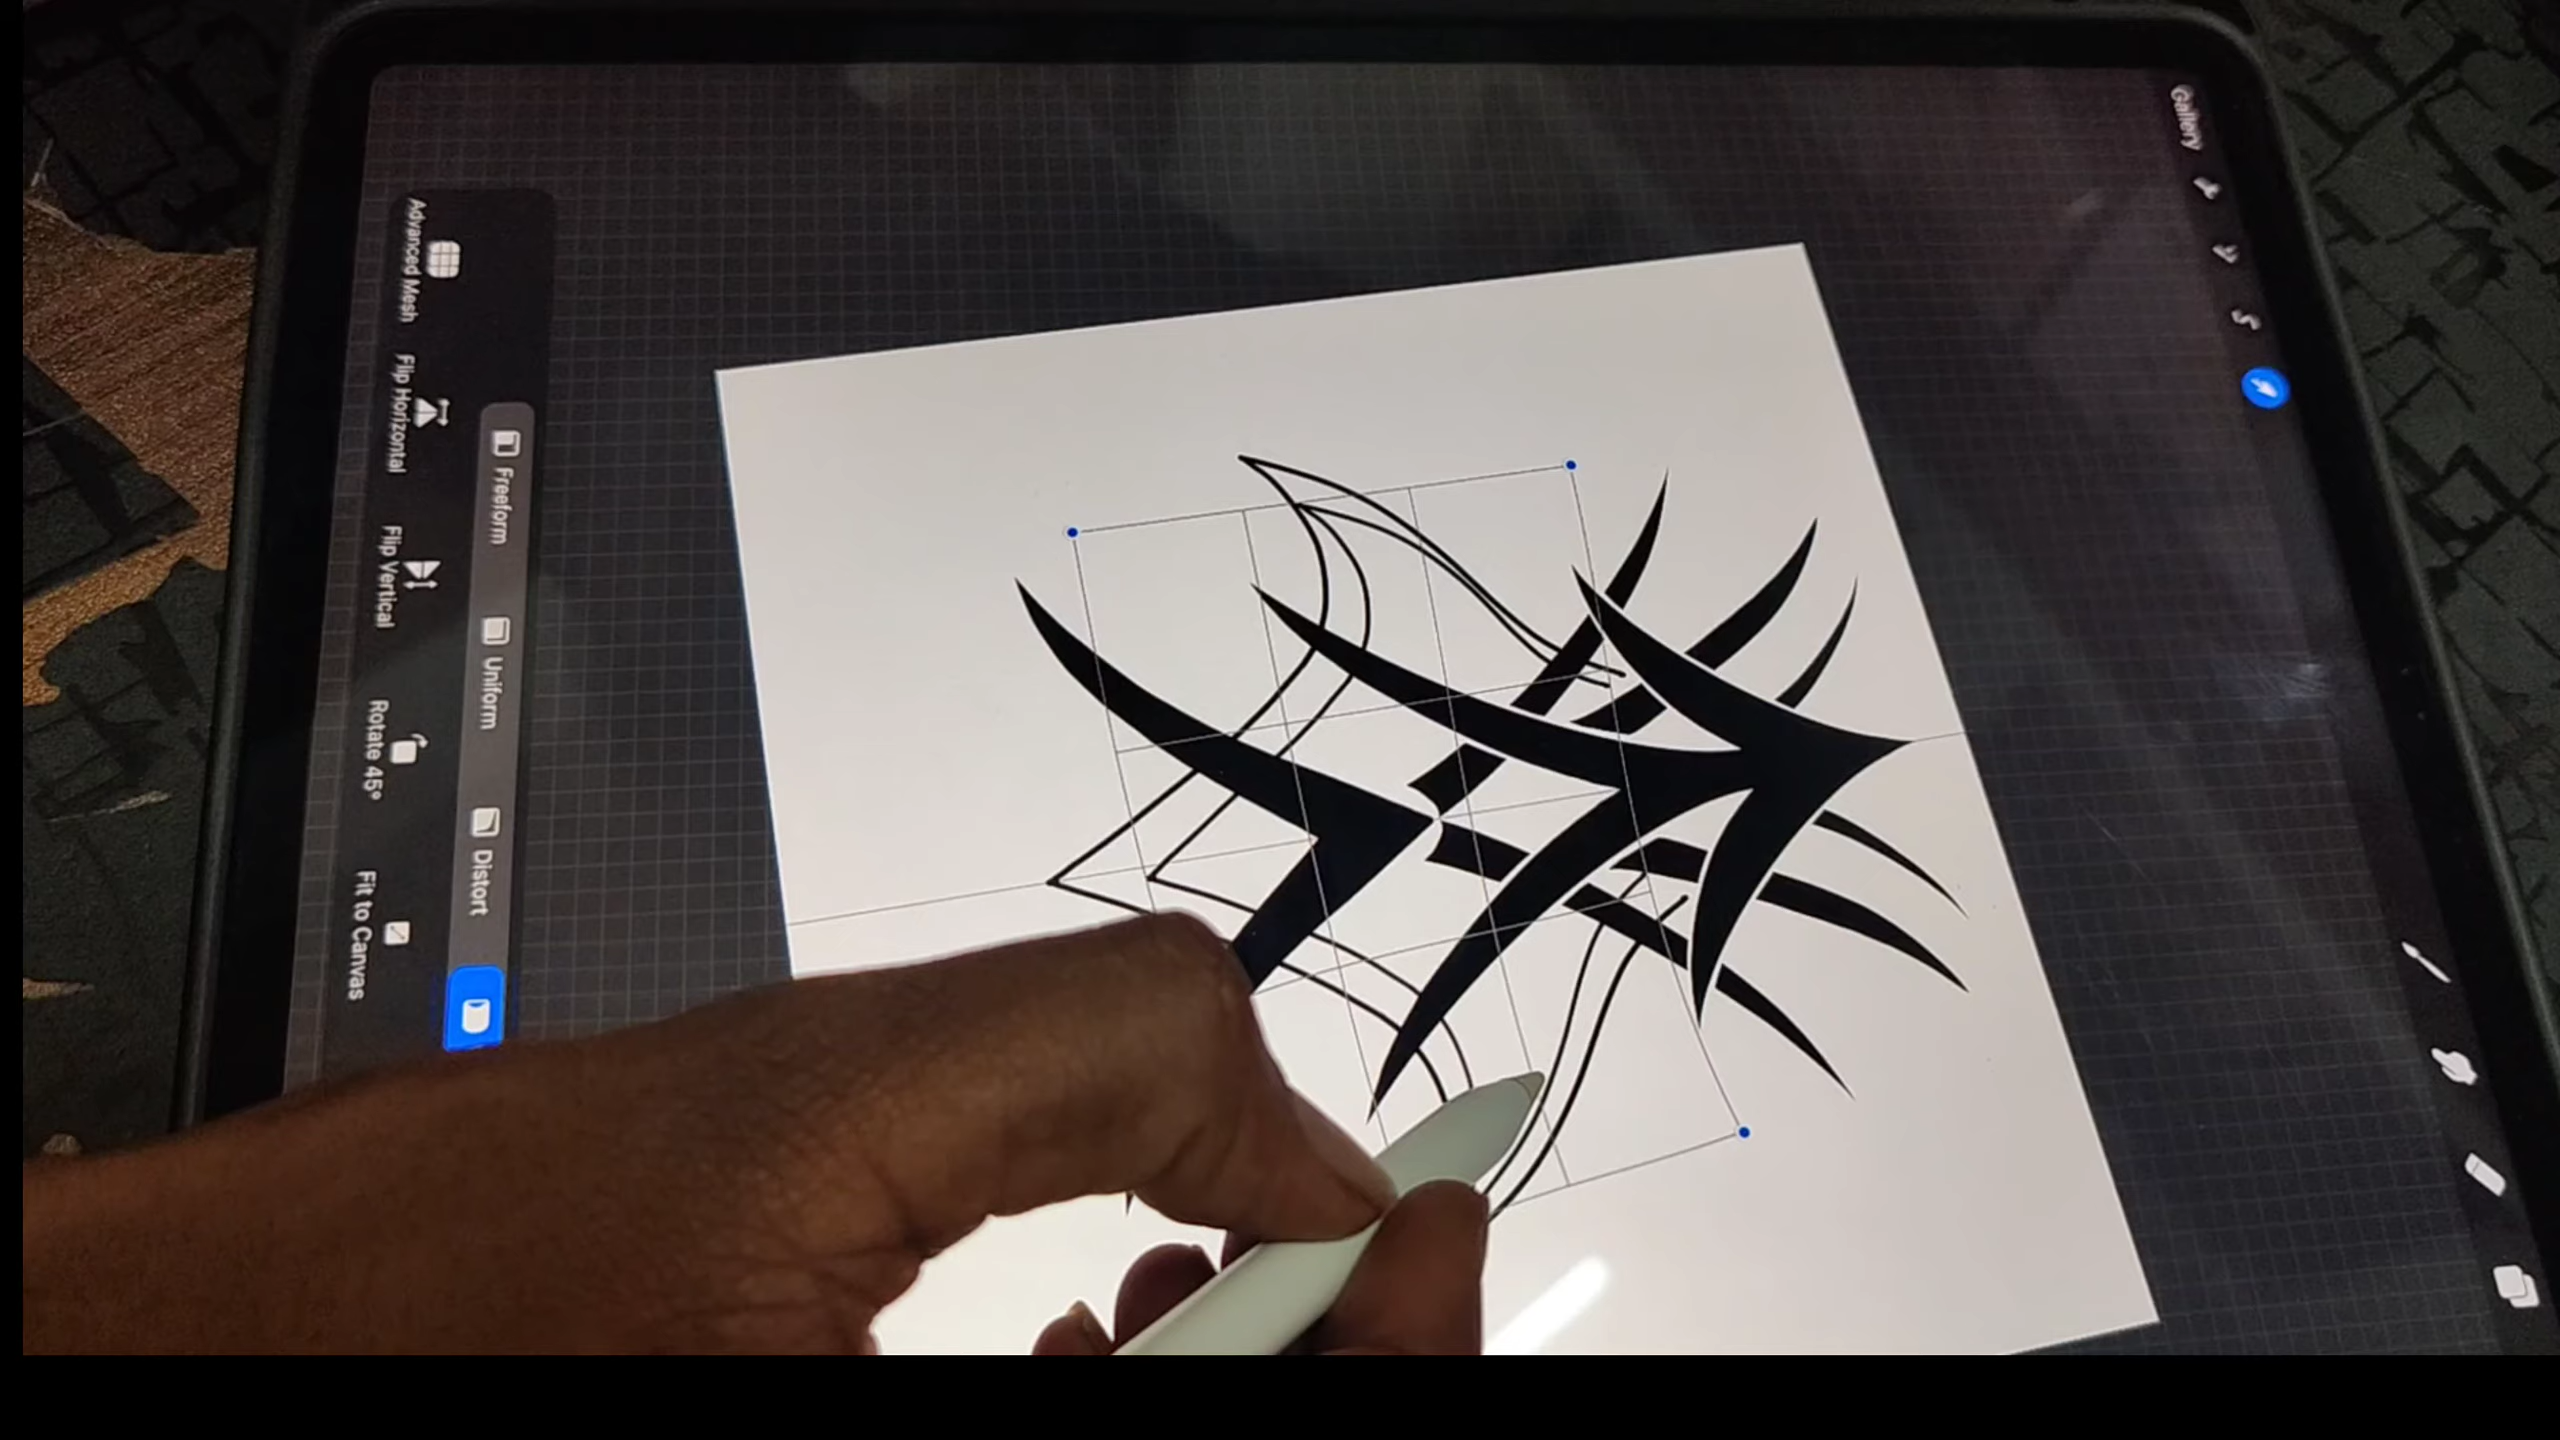 Gallery
Freeform
Uniform
Distort
Advanced Mesh
Flip Horizontal
Flip Vertical
Rotate 45°
Fit to Canvas